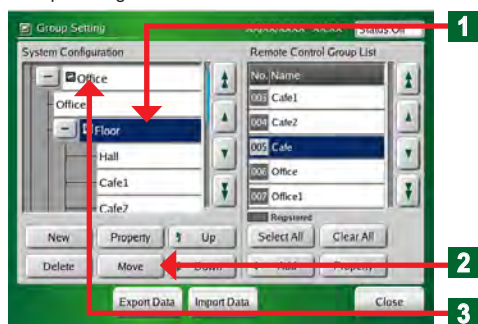 Group Setting Status Off
1
System Configuration
Remote Control Group List
Office
No. Name
Office
003 Cafe1
Floor
004 Cafe2
Hall
005 Cafe
Cafe1
006 Office
Cafe2
007 Office1
Registered
New Property Up Select All Clear All
Delete Move Down Add Property
2
Export Data Import Data Close
3